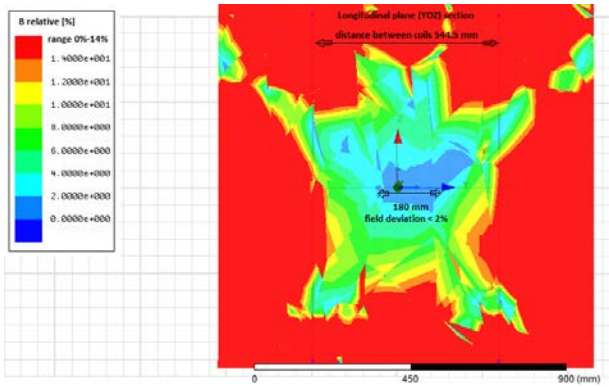 B relative [%]
range 0%-14%
1.4000e+001
1.2000e+001
1.0000e+001
8.0000e+000
6.0000e+000
4.0000e+000
2.0000e+000
0.0000e+000
Longitudinal plane (YOZ) section
distance between coils 544.5 mm
180 mm
field deviation < 2%
0
450
900 (mm)